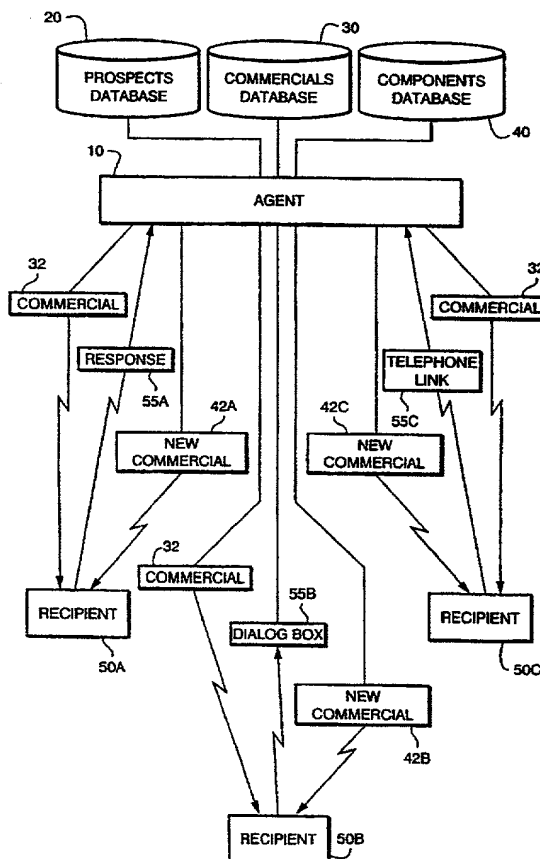 20
30
PROSPECTS
DATABASE
COMMERCIALS
DATABASE
COMPONENTS
DATABASE
40
10
AGENT
32
COMMERCIAL
32
COMMERCIAL
RESPONSE
55A
TELEPHONE
LINK
55C
42A
NEW
COMMERCIAL
42C
NEW
COMMERCIAL
32
COMMERCIAL
RECIPIENT
50A
55B
DIALOG BOX
RECIPIENT
50C
NEW
COMMERCIAL
42B
RECIPIENT
50B